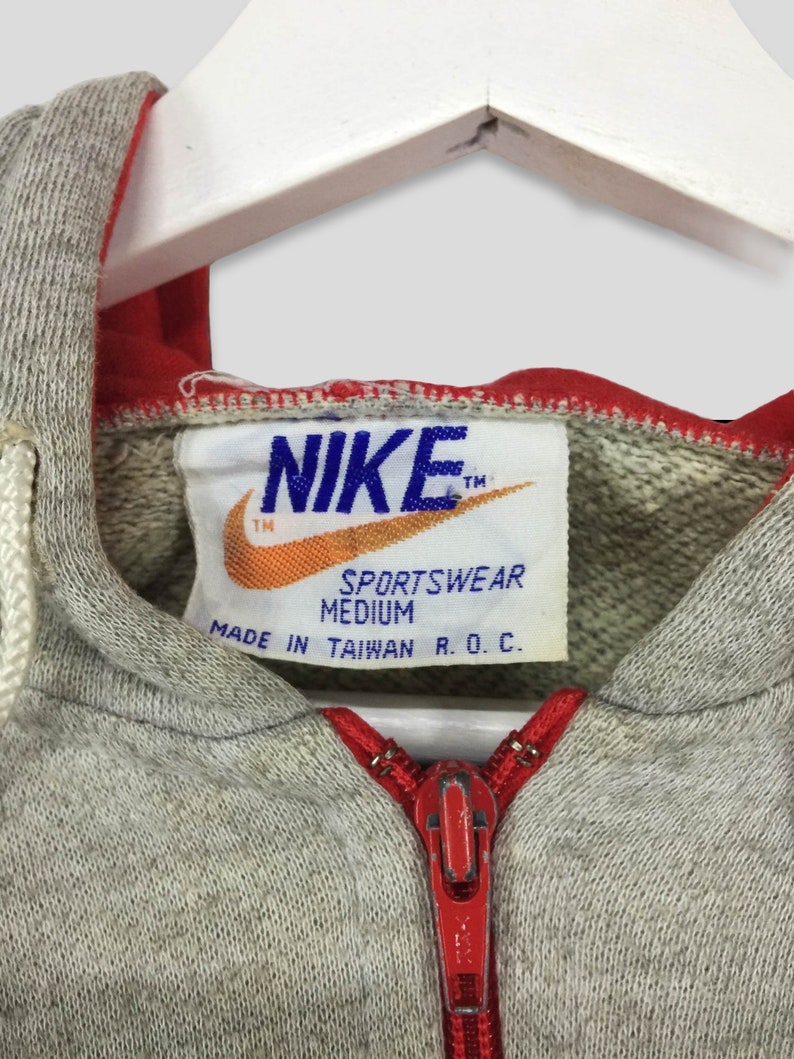 NIKE™
™
SPORTSWEAR
MEDIUM
MADE IN TAIWAN R. O. C.